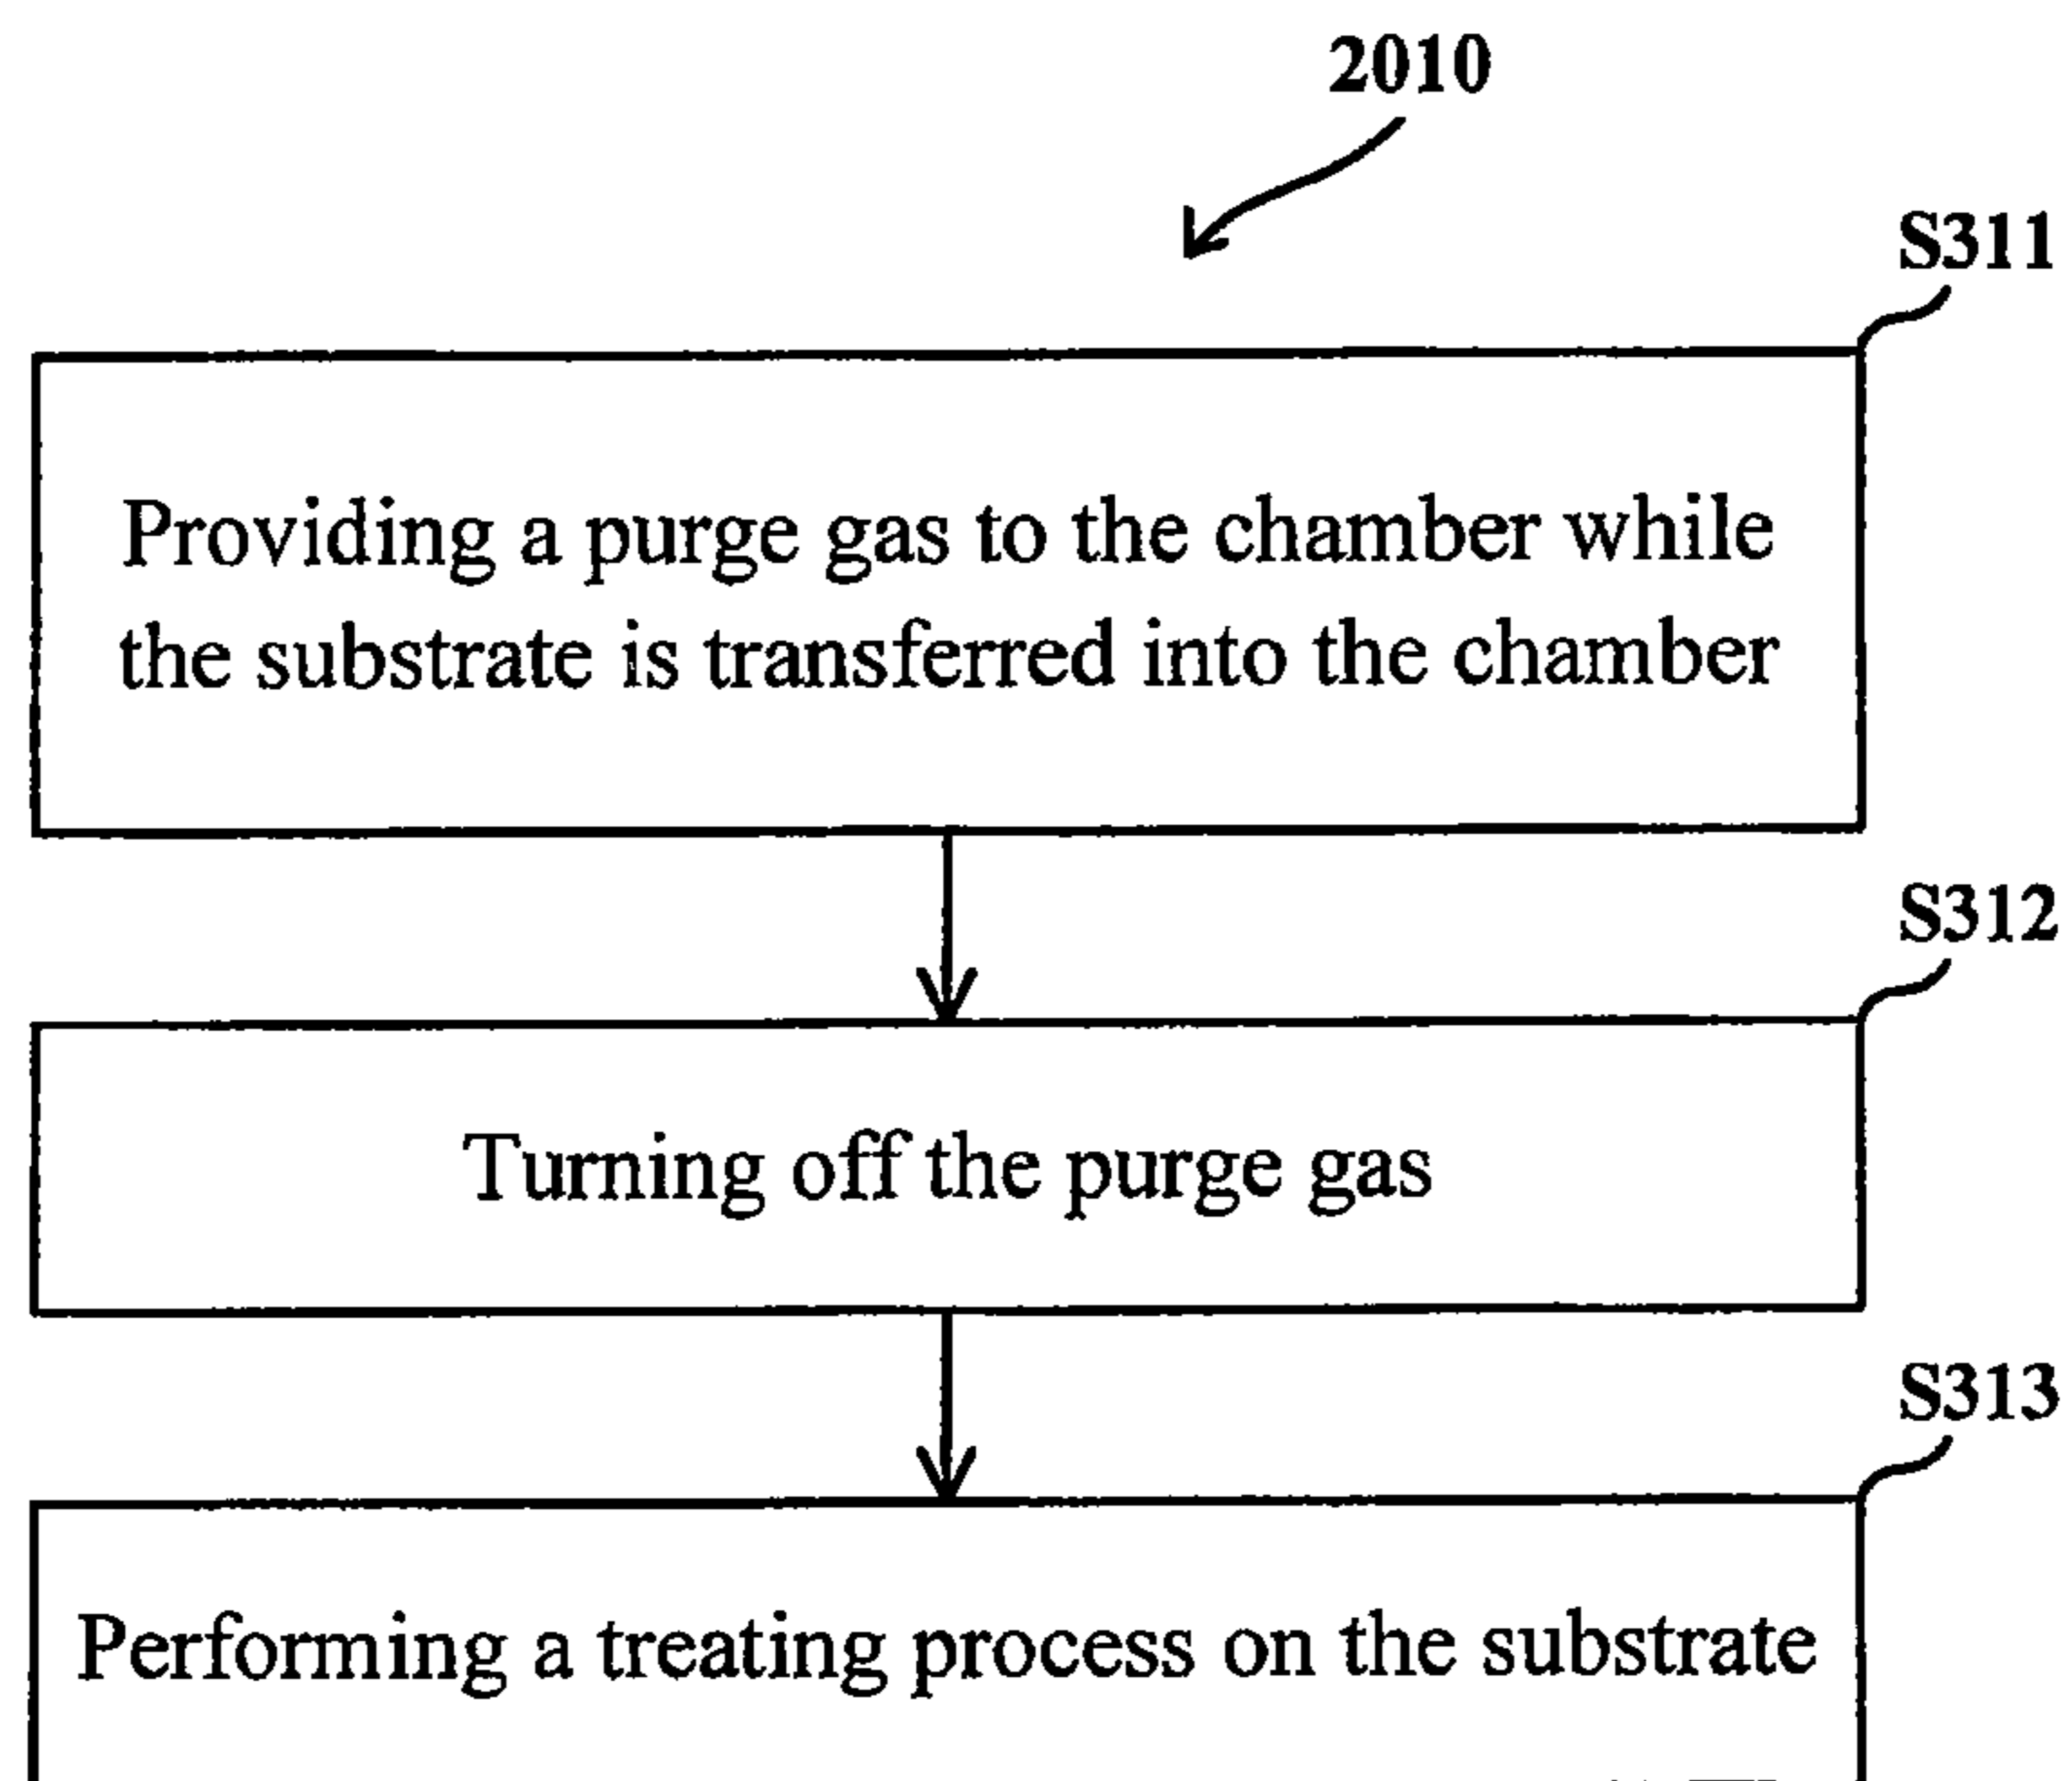 2010
S311
Providing a purge gas to the chamber while
the substrate is transferred into the chamber
S312
Turning off the purge gas
S313
Performing a treating process on the substrate